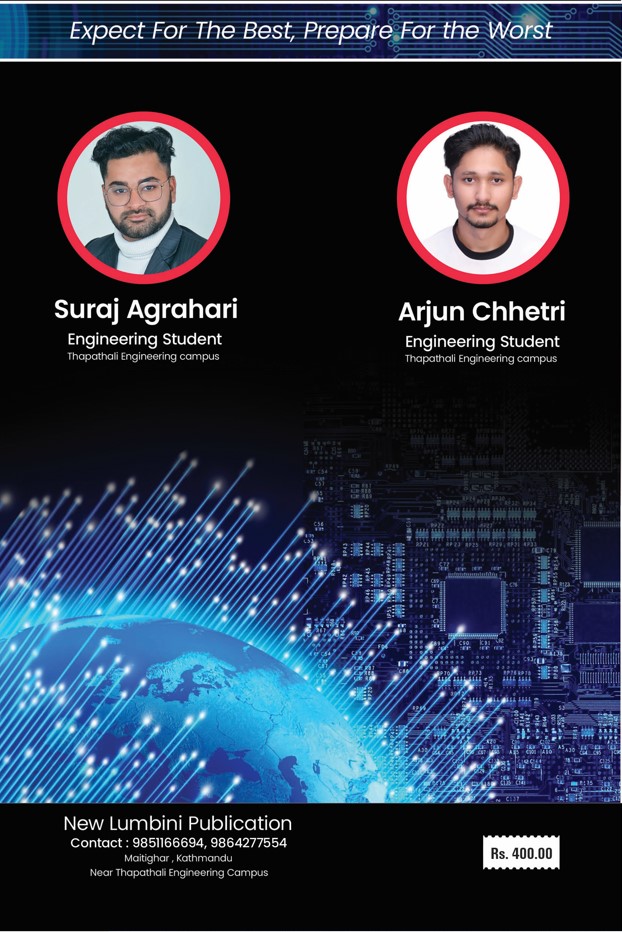 Expect For The Best, Prepare For the Worst
Suraj Agrahari
Engineering Student
Thapathali Engineering campus
Arjun Chhetri
Engineering Student
Thapathali Engineering campus
New Lumbini Publication
Contact : 9851166694, 9864277554
Maitighar , Kathmandu
Near Thapathali Engineering Campus
Rs. 400.00